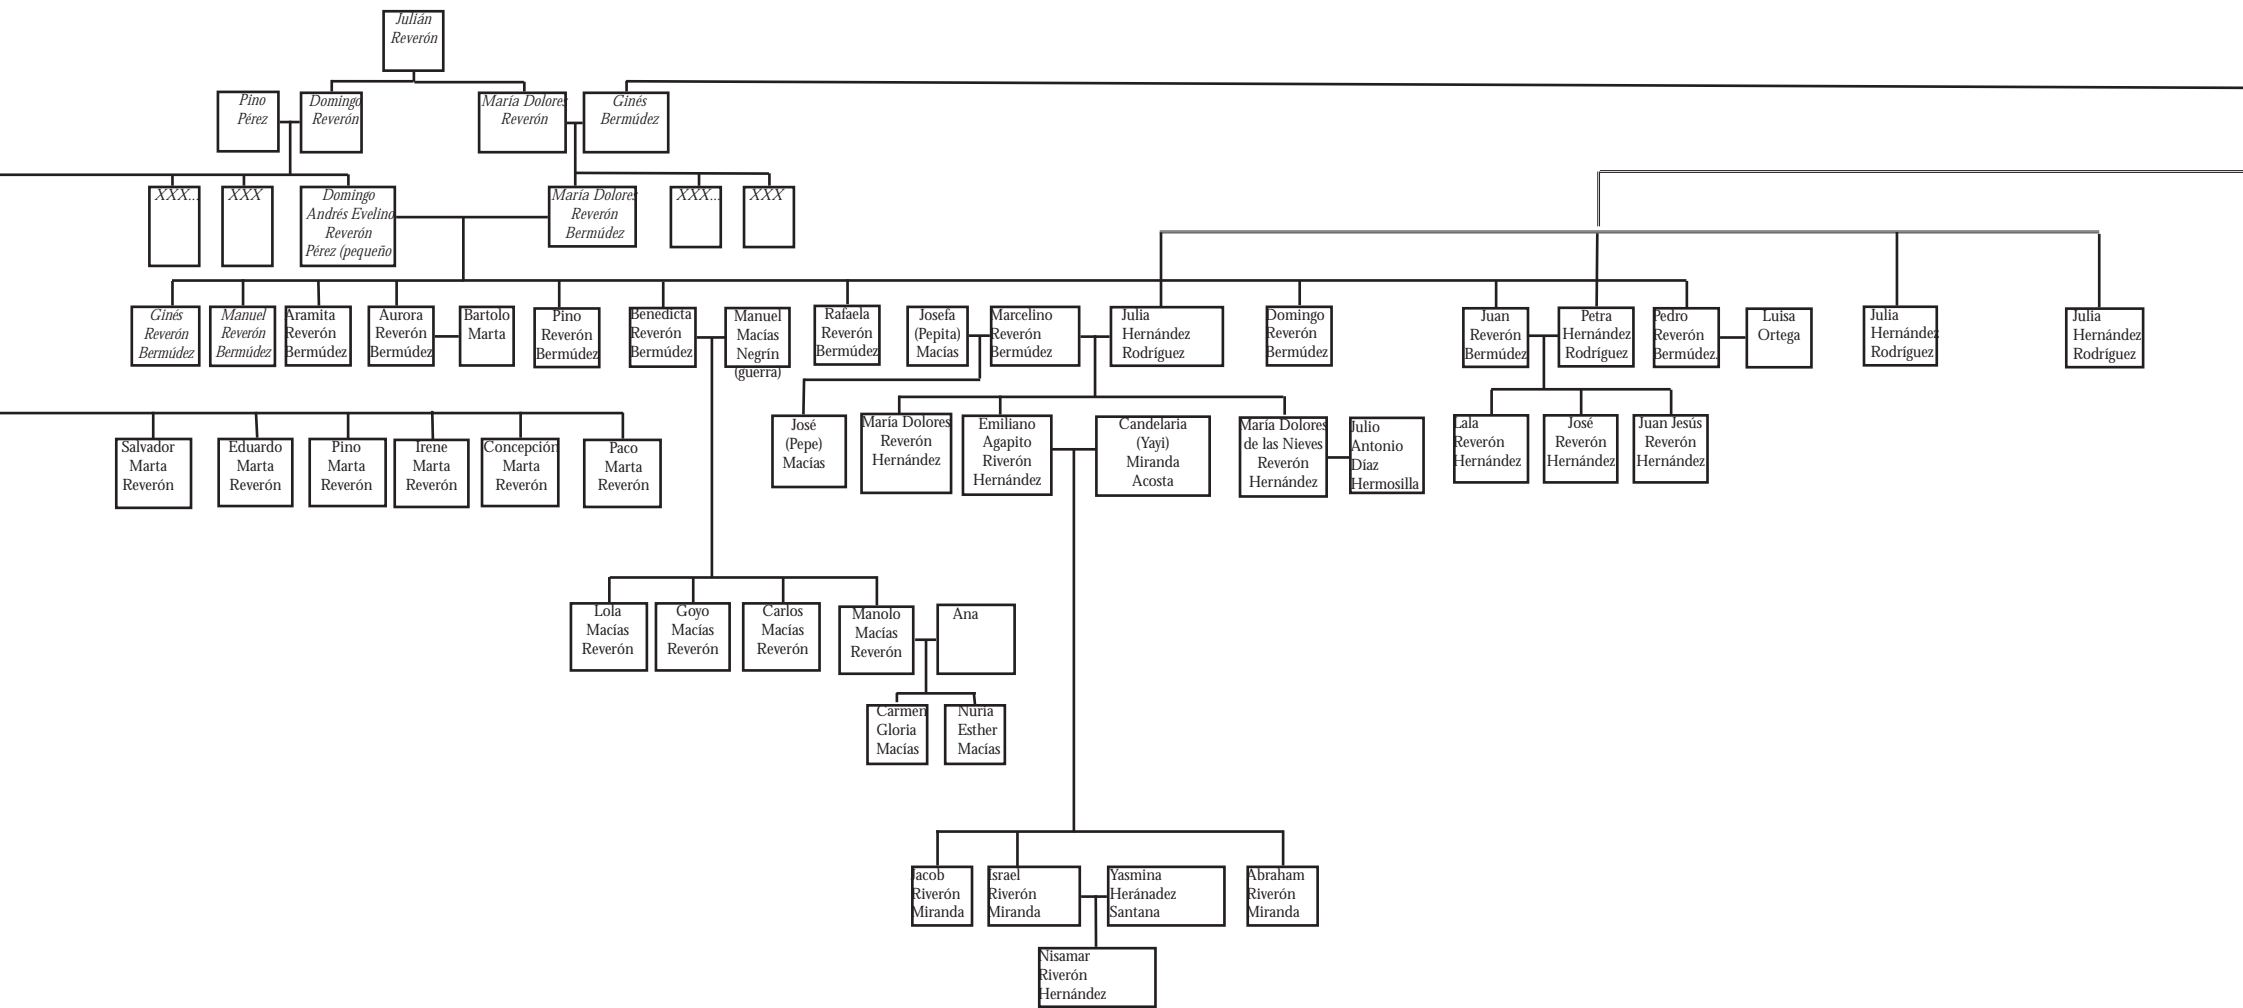 Julián
Reverón
Pino
Pérez
Domingo
Reverón
María Dolores
Reverón
Ginés
Bermúdez
XXX...
XXX
Domingo
Andrés Evelino
Reverón
Pérez (pequeño
María Dolores
Reverón
Bermúdez
XXX...
XXX
Ginés
Reverón
Bermúdez
Manuel
Reverón
Bermúdez
Aramita
Reverón
Bermúdez
Aurora
Reverón
Bermúdez
Bartolo
Marta
Pino
Reverón
Bermúdez
Benedicta
Reverón
Bermúdez
Manuel
Macías
Negrín
(guerra)
Rafaela
Reverón
Bermúdez
Josefa
(Pepita)
Macías
Marcelino
Reverón
Bermúdez
Julia
Hernández
Rodríguez
Domingo
Reverón
Bermúdez
Juan
Reverón
Bermúdez
Petra
Hernández
Rodríguez
Pedro
Reverón
Bermúdez.
Luisa
Ortega
Julia
Hernández
Rodríguez
Julia
Hernández
Rodríguez
Salvador
Marta
Reverón
Eduardo
Marta
Reverón
Pino
Marta
Reverón
Irene
Marta
Reverón
Concepción
Marta
Reverón
Paco
Marta
Reverón
José
(Pepe)
Macías
María Dolores
Reverón
Hernández
Emiliano
Agapito
Riverón
Hernández
Candelaria
(Yayi)
Miranda
Acosta
María Dolores
de las Nieves
Reverón
Hernández
Julio
Antonio
Díaz
Hermosilla
Lala
Reverón
Hernández
José
Reverón
Hernández
Juan Jesús
Reverón
Hernández
Lola
Macías
Reverón
Goyo
Macías
Reverón
Carlos
Macías
Reverón
Manolo
Macías
Reverón
Ana
Carmen
Gloria
Macías
Nuria
Esther
Macías
Jacob
Riverón
Miranda
Israel
Riverón
Miranda
Yasmina
Heránadez
Santana
Abraham
Riverón
Miranda
Nisamar
Riverón
Hernández